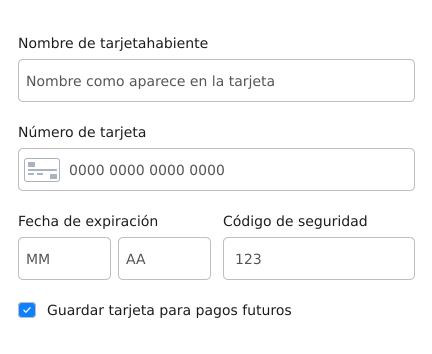 Nombre de tarjetahabiente
Nombre como aparece en la tarjeta
Número de tarjeta
0000 0000 0000 0000
Fecha de expiración Código de seguridad
MM AA 123
Guardar tarjeta para pagos futuros